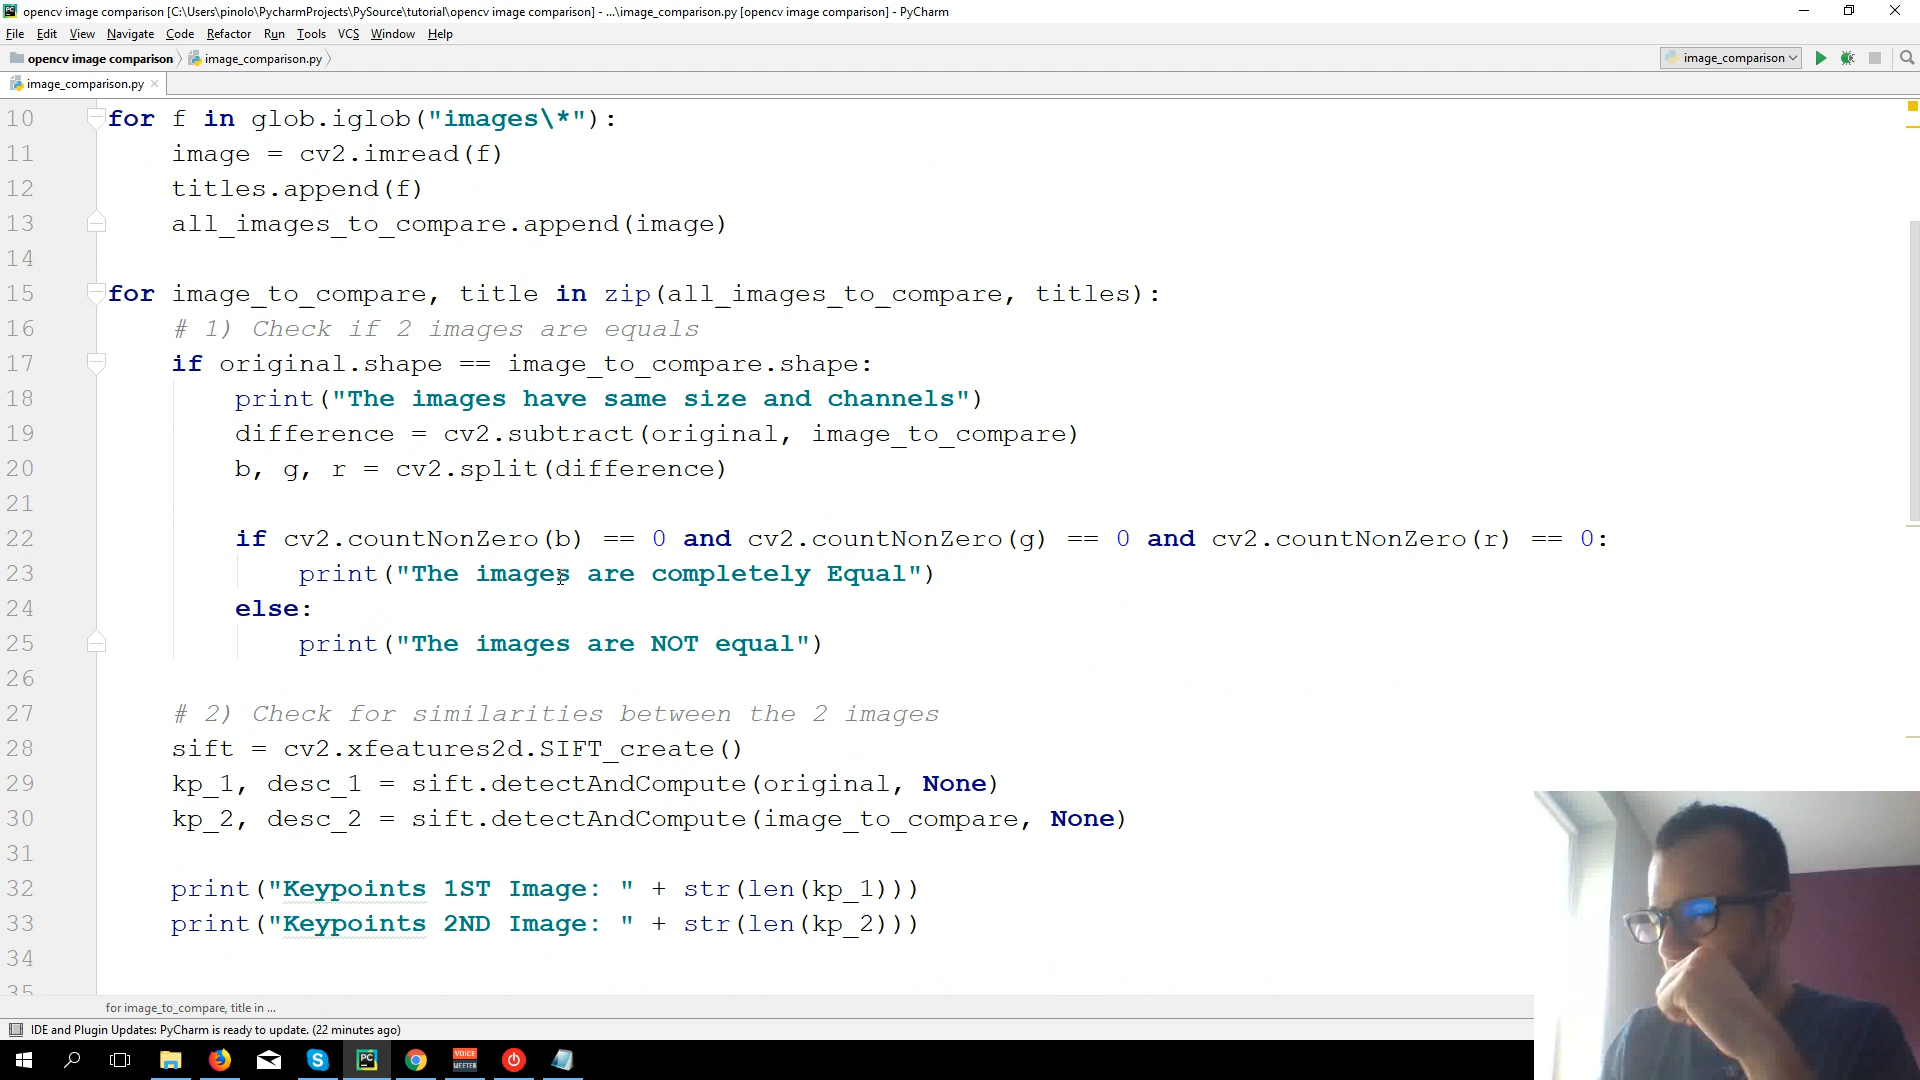 opencv image comparison [C:\Users\pinolo\PycharmProjects\PySource\tutorial\opencv image comparison] - ...\image_comparison.py [opencv image comparison] - PyCharm
File Edit View Navigate Code Refactor Run Tools VCS Window Help
opencv image comparison image_comparison.py image_comparison
image_comparison.py
10 for f in glob.iglob("images\*"):
11 image = cv2.imread(f)
12 titles.append(f)
13 all_images_to_compare.append(image)
14
15 for image_to_compare, title in zip(all_images_to_compare, titles):
16 # 1) Check if 2 images are equals
17 if original.shape == image_to_compare.shape:
18 print("The images have same size and channels")
19 difference = cv2.subtract(original, image_to_compare)
20 b, g, r = cv2.split(difference)
21
22 if cv2.countNonZero(b) == 0 and cv2.countNonZero(g) == 0 and cv2.countNonZero(r) == 0:
23 print("The images are completely Equal")
24 else:
25 print("The images are NOT equal")
26
27 # 2) Check for similarities between the 2 images
28 sift = cv2.xfeatures2d.SIFT_create()
29 kp_1, desc_1 = sift.detectAndCompute(original, None)
30 kp_2, desc_2 = sift.detectAndCompute(image_to_compare, None)
31
32 print("Keypoints 1ST Image: " + str(len(kp_1)))
33 print("Keypoints 2ND Image: " + str(len(kp_2)))
34
35
for image_to_compare, title in ...
IDE and Plugin Updates: PyCharm is ready to update. (22 minutes ago)
PC
VOICE
MEETER